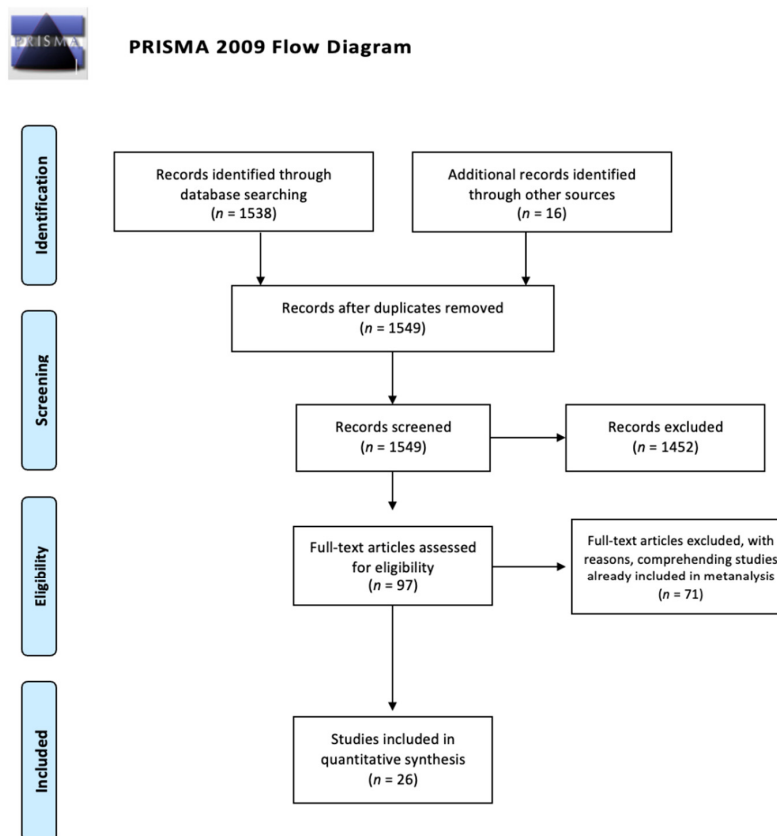 PRISMA
PRISMA 2009 Flow Diagram
Identification
Records identified through
database searching
(n = 1538)
Additional records identified
through other sources
(n = 16)
Records after duplicates removed
(n = 1549)
Screening
Records screened
(n = 1549)
Records excluded
(n = 1452)
Eligibility
Full-text articles assessed
for eligibility
(n = 97)
Full-text articles excluded, with
reasons, comprehending studies
already included in metanalysis
(n = 71)
Included
Studies included in
quantitative synthesis
(n = 26)